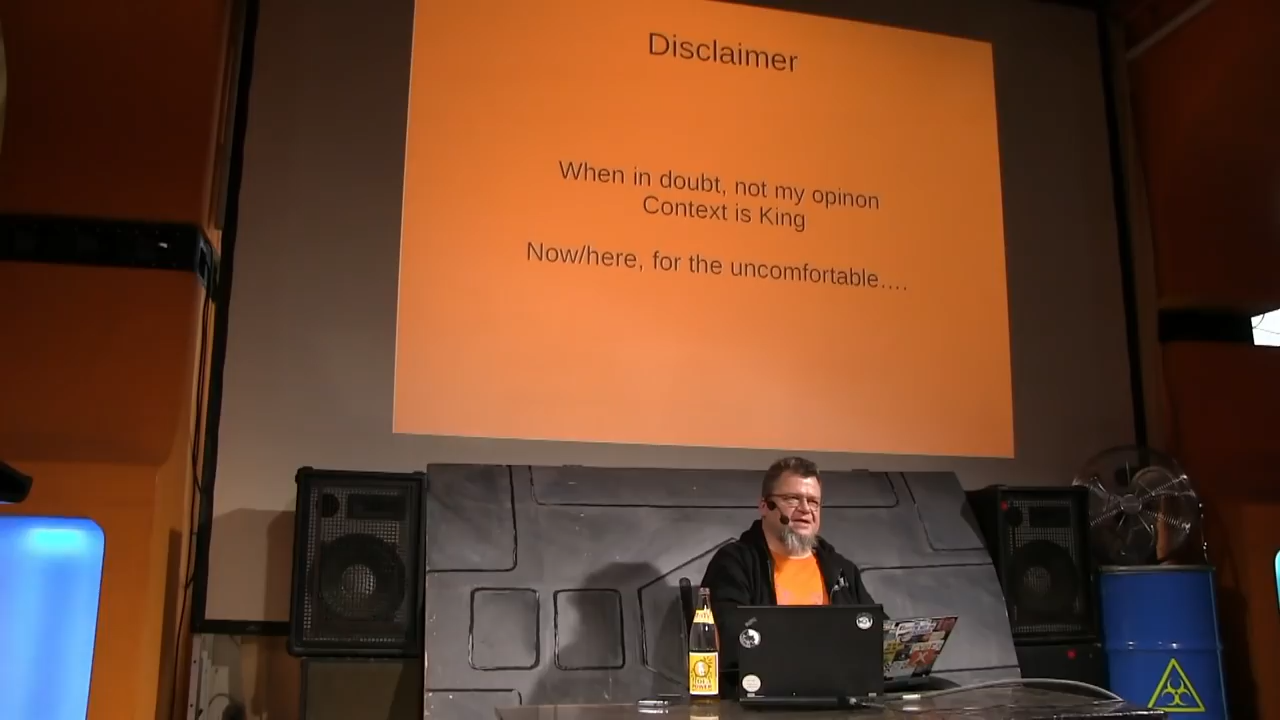 Disclaimer
When in doubt, not my opinon
Context is King
Now/here, for the uncomfortable....